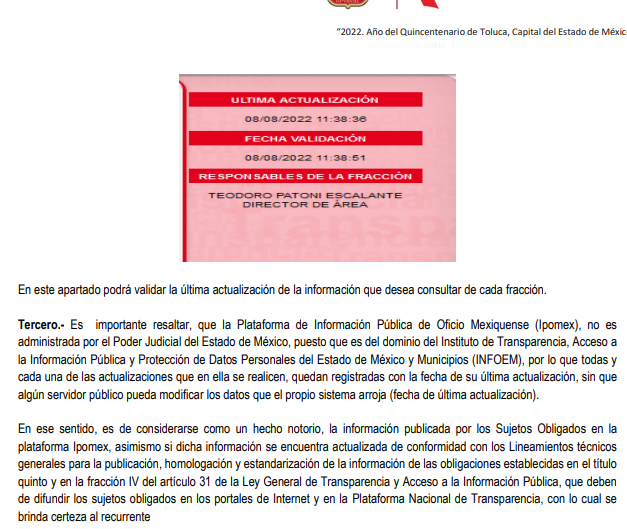 "2022. Año del Quincentenario de Toluca, Capital del Estado de Méxic
ULTIMA ACTUALIZACIÓN
08/08/2022 11:38:36
FECHA VALIDACIÓN
08/08/2022 11:38:51
RESPONSABLES DE LA FRACCIÓN
TEODORO PATONI ESCALANTE
DIRECTOR DE ÁREA
En este apartado podrá validar la última actualización de la información que desea consultar de cada fracción.
Tercero.- Es importante resaltar, que la Plataforma de Información Pública de Oficio Mexiquense (Ipomex), no es
administrada por el Poder Judicial del Estado de México, puesto que es del dominio del Instituto de Transparencia, Acceso a
la Información Pública y Protección de Datos Personales del Estado de México y Municipios (INFOEM), por lo que todas y
cada una de las actualizaciones que en ella se realicen, quedan registradas con la fecha de su última actualización, sin que
algún servidor público pueda modificar los datos que el propio sistema arroja (fecha de última actualización).
En ese sentido, es de considerarse como un hecho notorio, la información publicada por los Sujetos Obligados en la
plataforma Ipomex, asimismo si dicha información se encuentra actualizada de conformidad con los Lineamientos técnicos
generales para la publicación, homologación y estandarización de la información de las obligaciones establecidas en el título
quinto y en la fracción IV del artículo 31 de la Ley General de Transparencia y Acceso a la Información Pública, que deben
de difundir los sujetos obligados en los portales de Internet y en la Plataforma Nacional de Transparencia, con lo cual se
brinda certeza al recurrente